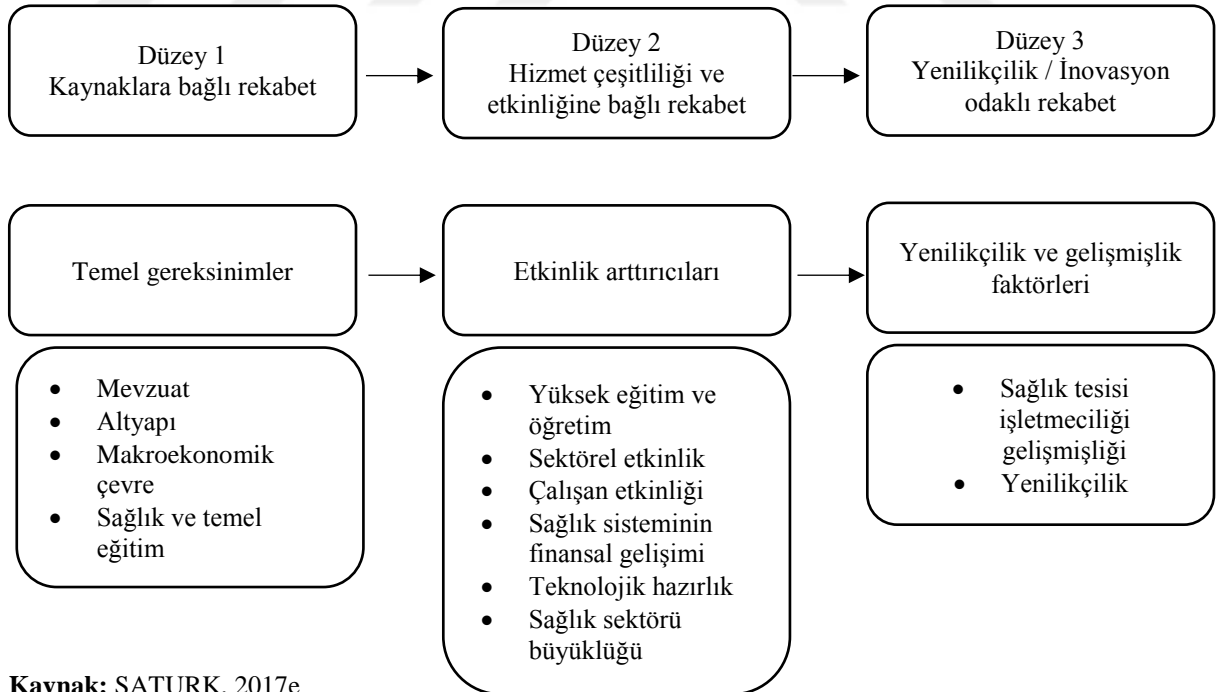 Düzey 1
Kaynaklara bağlı rekabet
Düzey 2
Hizmet çeşitliliği ve
etkinliğine bağlı rekabet
Düzey 3
Yenilikçilik / İnovasyon
odaklı rekabet
Temel gereksinimler
Etkinlik arttırıcıları
Yenilikçilik ve gelişmişlik
faktörleri
• Mevzuat
• Altyapı
• Makroekonomik
çevre
• Sağlık ve temel
eğitim
• Yüksek eğitim ve
öğretim
• Sektörel etkinlik
• Çalışan etkinliği
• Sağlık sisteminin
finansal gelişimi
• Teknolojik hazırlık
• Sağlık sektörü
büyüklüğü
• Sağlık tesisi
işletmeciliği
gelişmişliği
• Yenilikçilik
Kaynak: SATURK, 2017e